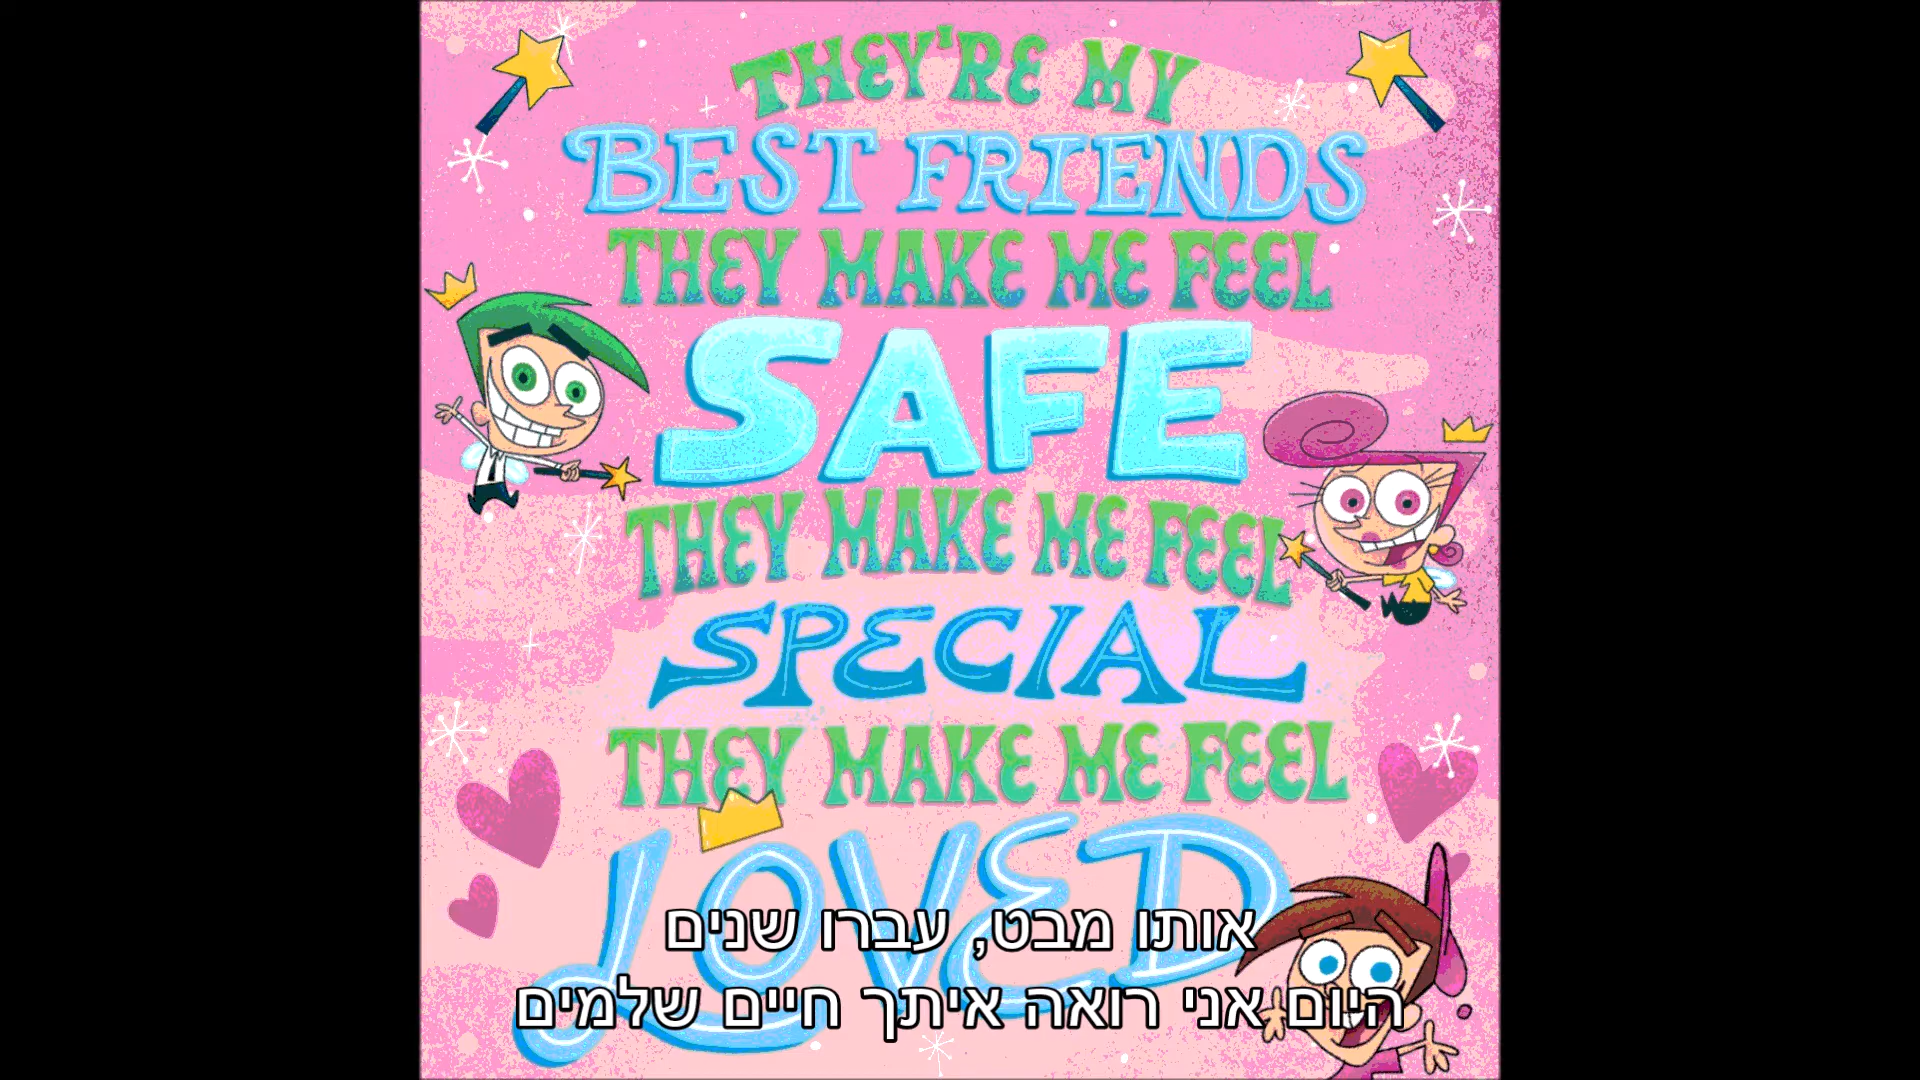 THEY'RE MY
BEST FRIENDS
THEY MAKE ME FEEL
SAFE
THEY MAKE ME FEEL
SPECIAL
THEY MAKE ME FEEL
LOVED
אותו מבט, עברו שנים
היום אני רואה איתך חיים שלמים